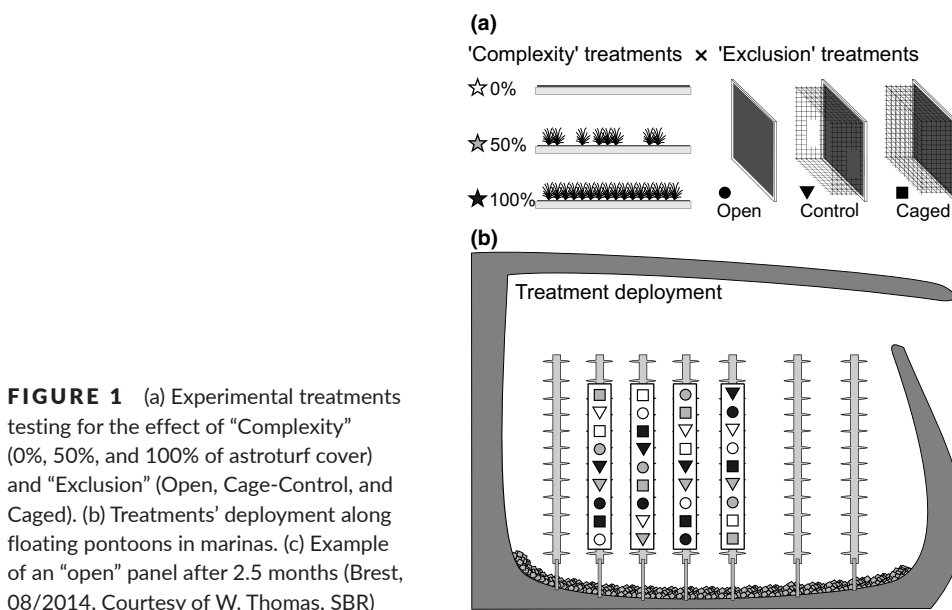 (a)
'Complexity' treatments × 'Exclusion' treatments
0%
50%
100%
Open
Control
Caged
(b)
Treatment deployment
FIGURE 1 (a) Experimental treatments
testing for the effect of “Complexity”
(0%, 50%, and 100% of astroturf cover)
and “Exclusion” (Open, Cage-Control, and
Caged). (b) Treatments’ deployment along
floating pontoons in marinas. (c) Example
of an “open” panel after 2.5 months (Brest,
08/2014, Courtesy of W. Thomas, SBR)